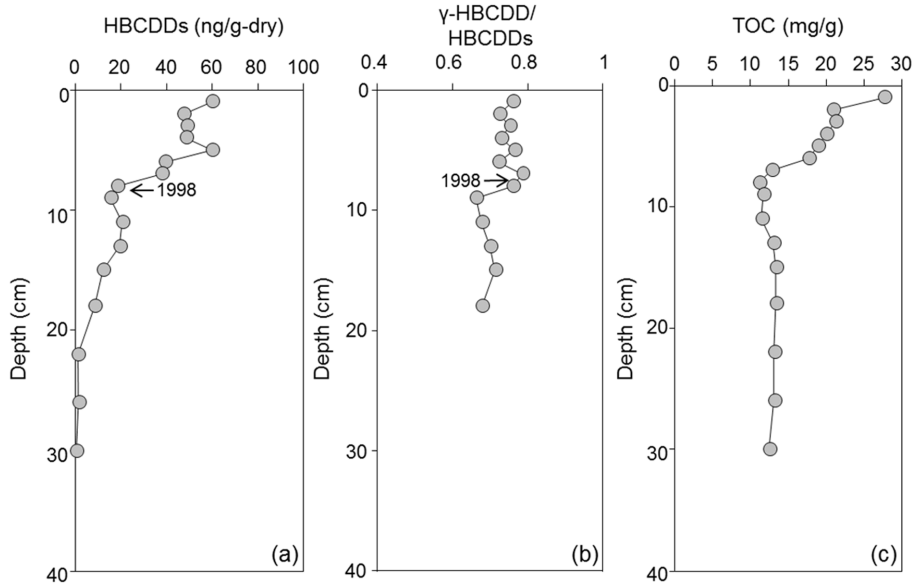 HBCDDs (ng/g-dry)
0 20 40 60 80 100
0
10
20
30
40
Depth (cm)
1998
(a)
γ-HBCDD/
HBCDDs
0.4 0.6 0.8 1
0
10
20
30
40
Depth (cm)
1998
(b)
TOC (mg/g)
0 5 10 15 20 25 30
0
10
20
30
40
Depth (cm)
(c)